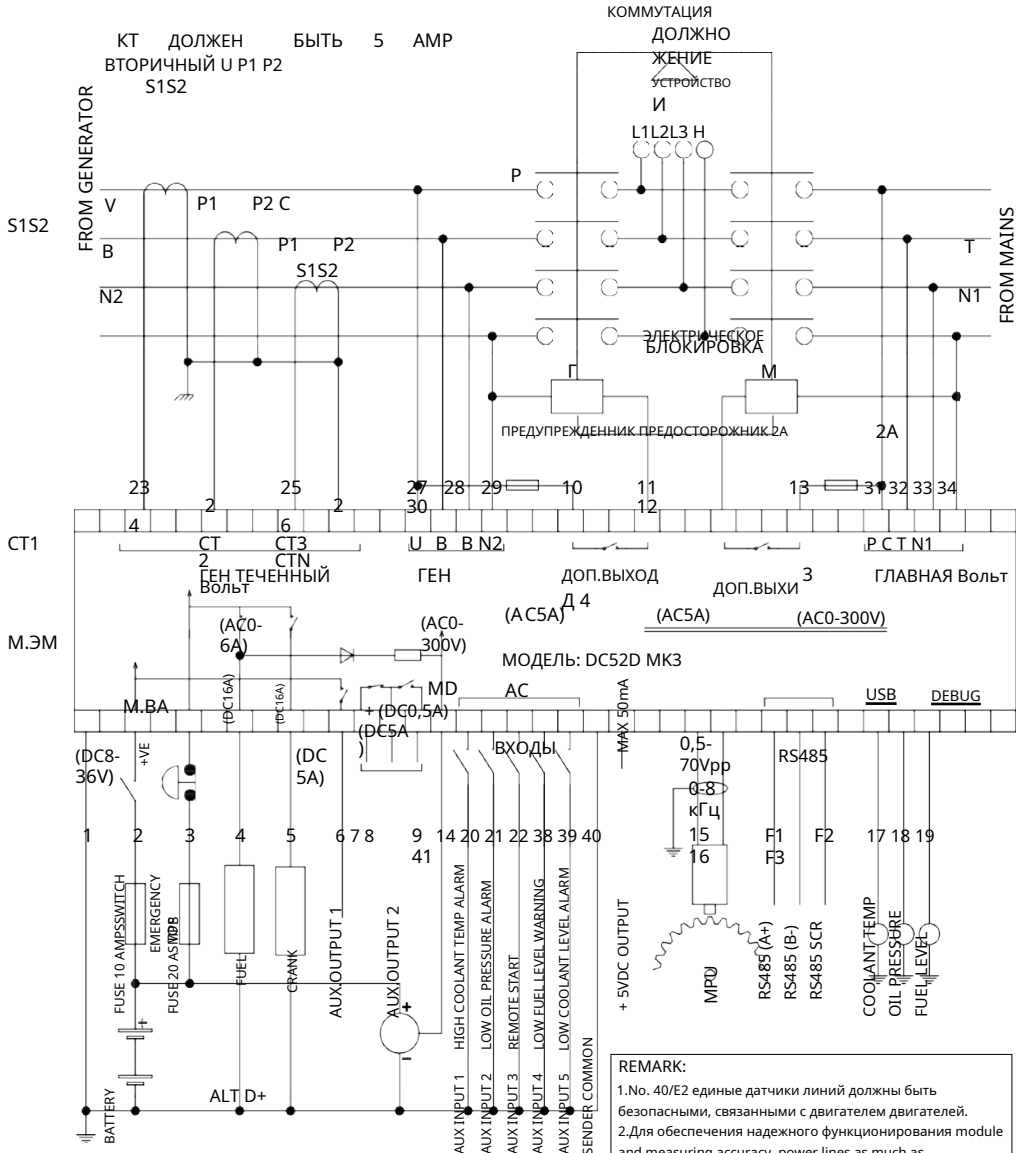 КОММУТАЦИЯ
КТ ДОЛЖЕН БЫТЬ 5 AMP
ДОЛЖНО
ВТОРИЧНЫЙ U P1 P2
ЖЕНИЕ
S1S2
УСТРОЙСТВО
И
FROM GENERATOR
L1L2L3 H
P
V P1 P2 C
S1S2
B P1 P2
T
S1S2
N2
N1
FROM MAINS
ЭЛЕКТРИЧЕСКОЕ
БЛОКИРОВКА
Г
М
ПРЕДУПРЕЖДЕННИК ПРЕДОСТОРОЖНИК 2А
2A
23 2 25 2 27 28 29 10 11 13 31 32 33 34
30 12
4 6
CT1
CT CT3
2 CTN
U B B N2
P C T N1
ГЕН ТЕЧЕННЫЙ
Вольт
ГЕН
ДОП.ВЫХОД
Д 4
ДОП.ВЫХИ 3
ГЛАВНАЯ Вольт
М.ЭМ
(AC0-
6A)
(AC0-
300V)
(AC5A)
(AC5A)
(AC0-300V)
МОДЕЛЬ: DC52D MK3
М.ВА
(DC16A)
(DC16A)
MD
+ (DC0,5A)
(DC5A
)
AC
MAX 50mA
USB
DEBUG
(DC8-
36V)
+VE
(DC
5A)
ВХОДЫ
0,5-
70Vpp
0-8
кГц
RS485
1 2 3 4 5 6 7 8 9 14 20 21 22 38 39 40 15 F1 F2 17 18 19
41 16 F3
FUSE 10 AMPS
SWITCH
EMERGENCY
FUSE 20 AS
FUEL
CRANK
AUX.OUTPUT 1
AUX.OUTPUT 2
HIGH COOLANT TEMP ALARM
LOW OIL PRESSURE ALARM
REMOTE START
LOW FUEL LEVEL WARNING
LOW COOLANT LEVEL ALARM
+ 5VDC OUTPUT
MPU
RS485 (A+)
RS485 (B-)
RS485 SCR
COOLANT TEMP
OIL PRESSURE
FUEL LEVEL
BATTERY
ALT D+
AUX INPUT 1
AUX INPUT 2
AUX INPUT 3
AUX INPUT 4
AUX INPUT 5
SENDER COMMON
REMARK:
1.No. 40/E2 единые датчики линий должны быть
безопасными, связанными с двигателем двигателей.
2.Для обеспечения надежного функционирования module
and measuring accuracy, power lines as much as